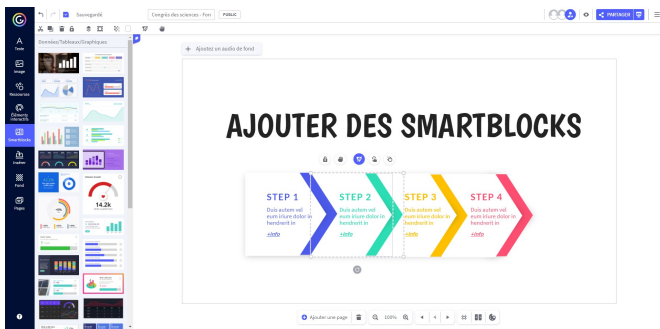 Sauvegardé
Congrès des sciences - Forr
PUBLIC
PARTAGER
Texte
Image
Ressources
Éléments
interactifs
Smartblocks
Insérer
Fond
Pages
Données/Tableaux/Graphiques
14.2k
Ajoutez un audio de fond
AJOUTER DES SMARTBLOCKS
STEP 1
Duis autem vel
eum iriure dolor in
hendrerit in
+info
STEP 2
Duis autem vel
eum iriure dolor in
hendrerit in
+info
STEP 3
Duis autem vel
eum iriure dolor in
hendrerit in
+info
STEP 4
Duis autem vel
eum iriure dolor in
hendrerit in
+info
Ajouter une page
100%
4